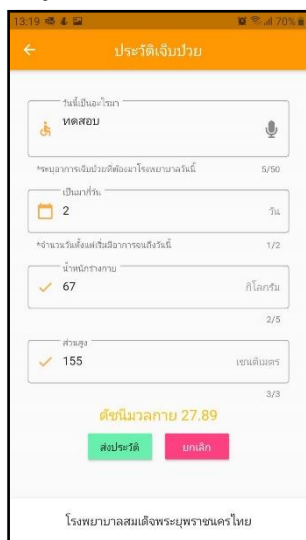 13:19 70%
ประวัติเจ็บป่วย
วันนี้เป็นอะไรมา
ทดสอบ
*ระบุอาการเจ็บป่วยที่ต้องมาโรงพยาบาลวันนี้ 5/50
เป็นมากี่วัน
2 วัน
*จำนวนวันตั้งแต่เริ่มมีอาการจนถึงวันนี้ 1/2
น้ำหนักร่างกาย
67 กิโลกรัม
2/5
ส่วนสูง
155 เซนติเมตร
3/3
ดัชนีมวลกาย 27.89
ส่งประวัติ ยกเลิก
โรงพยาบาลสมเด็จพระยุพราชนครไทย